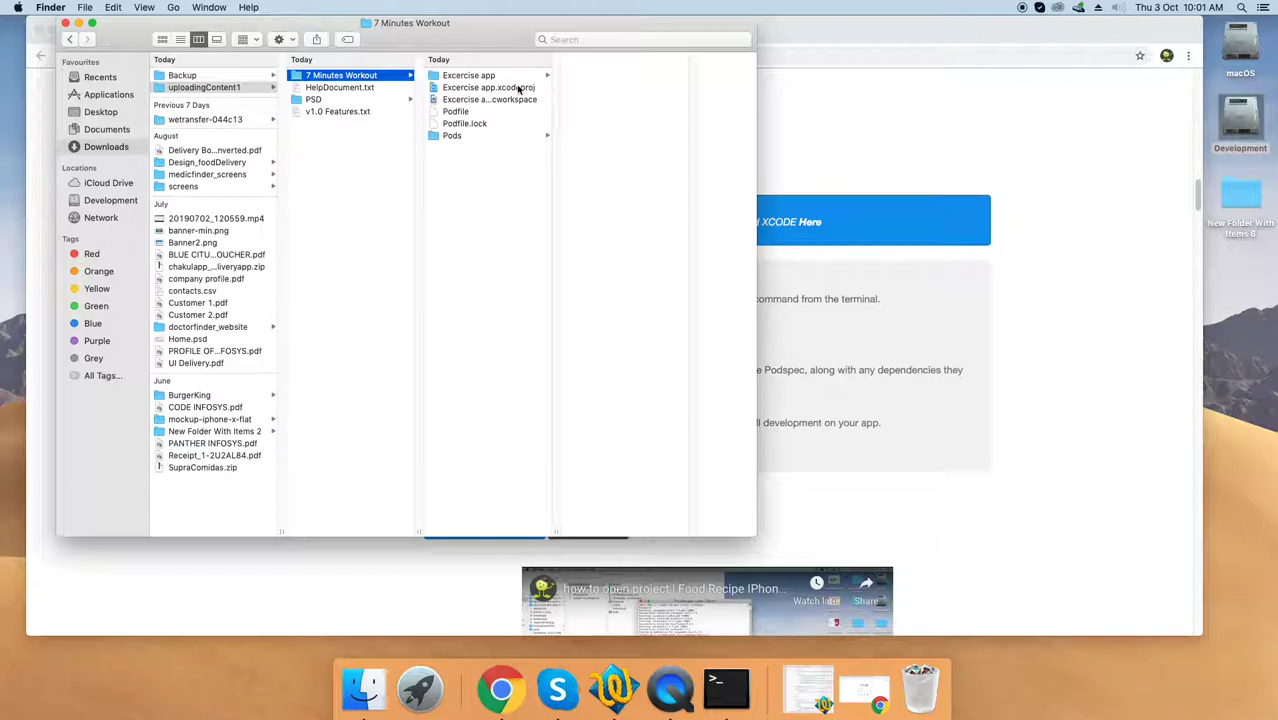 Finder File Edit View Go Window Help Thu 3 Oct 10:01 AM
7 Minutes Workout
Search
Favourites
Recents
Applications
Desktop
Documents
Downloads
Locations
iCloud Drive
Development
Network
Tags
Red
Orange
Yellow
Green
Blue
Purple
Grey
All Tags...
Today
Backup
uploadingContent1
Previous 7 Days
wetransfer-044c13
August
Delivery Bo...nverted.pdf
Design_foodDelivery
medicfinder_screens
screens
July
20190702_120559.mp4
banner-min.png
Banner2.png
BLUE CITU...OUCHER.pdf
chakulapp_...liveryapp.zip
company profile.pdf
contacts.csv
Customer 1.pdf
Customer 2.pdf
doctorfinder_website
Home.psd
PROFILE OF...FOSYS.pdf
UI Delivery.pdf
June
BurgerKing
CODE INFOSYS.pdf
mockup-iphone-x-flat
New Folder With Items 2
PANTHER INFOSYS.pdf
Receipt_1-2U2AL84.pdf
SupraComidas.zip
Today
7 Minutes Workout
HelpDocument.txt
PSD
v1.0 Features.txt
Today
Excercise app
Excercise app.xcodeproj
Excercise a...cworkspace
Podfile
Podfile.lock
Pods
XCODE Here
command from the terminal.
Podspec, along with any dependencies they
development on your app.
how to open project | Food Recipe IPhon...
Watch later
Share
macOS
Development
New Folder With
Items 6
>_